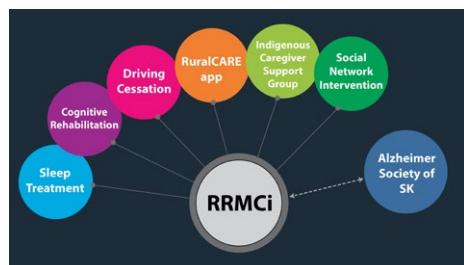 Sleep
Treatment
Cognitive
Rehabilitation
Driving
Cessation
RuralCARE
app
Indigenous
Caregiver
Support
Group
Social
Network
Intervention
RRMCi
Alzheimer
Society of
SK